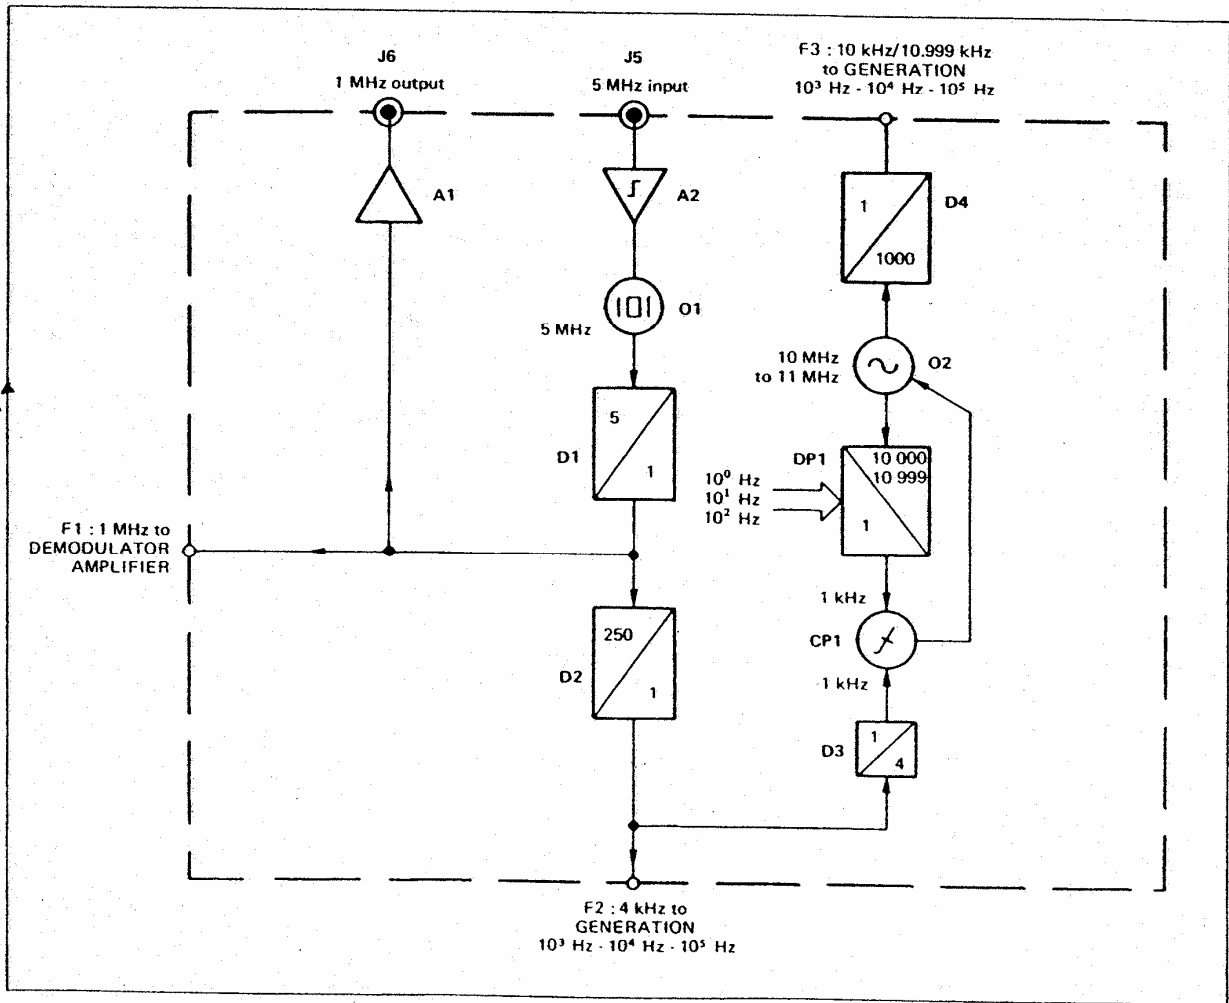 J6
1 MHz output
J5
5 MHz input
F3 : 10 kHz/10.999 kHz
to GENERATION
10³ Hz - 10⁴ Hz - 10⁵ Hz
A1
A2
1
1000
D4
5 MHz
O1
10 MHz
to 11 MHz
O2
5
1
D1
DP1
10 000
10 999
1
10⁰ Hz
10¹ Hz
10² Hz
F1 : 1 MHz to
DEMODULATOR
AMPLIFIER
1 kHz
CP1
1 kHz
250
1
D2
D3
1
4
F2 : 4 kHz to
GENERATION
10³ Hz - 10⁴ Hz - 10⁵ Hz